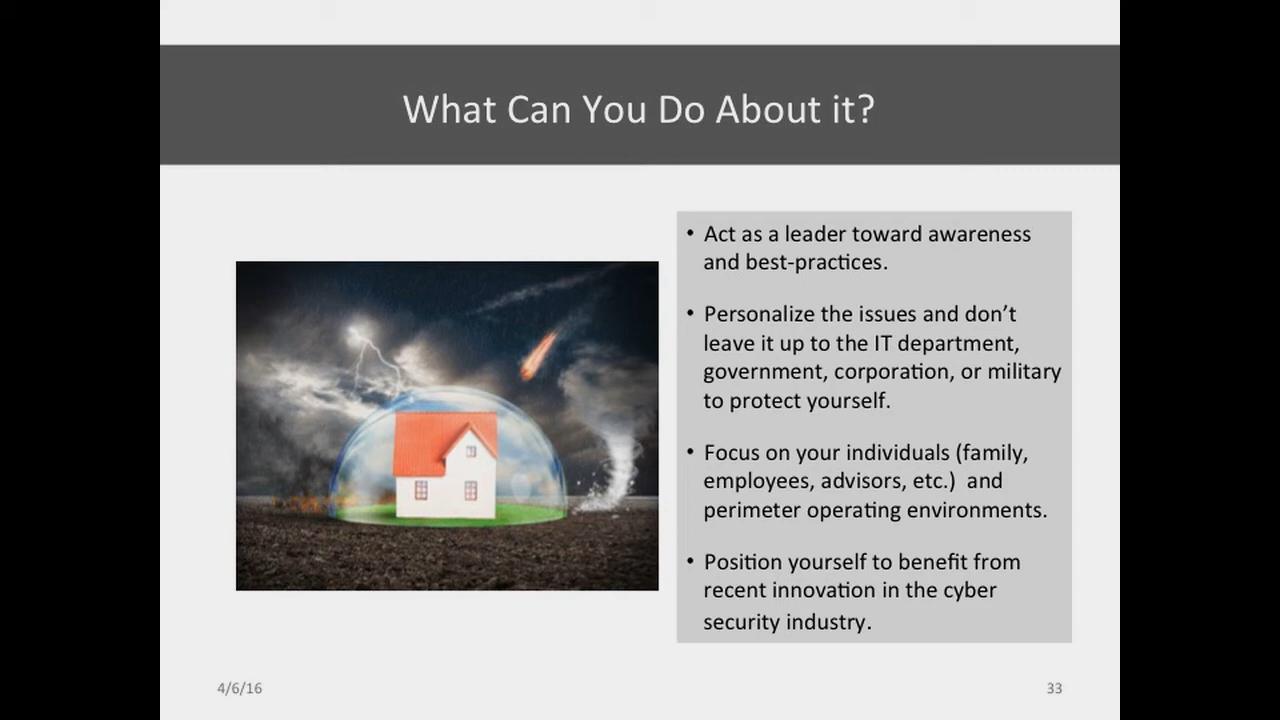 What Can You Do About it?
• Act as a leader toward awareness
and best-practices.
• Personalize the issues and don’t
leave it up to the IT department,
government, corporation, or military
to protect yourself.
• Focus on your individuals (family,
employees, advisors, etc.)  and
perimeter operating environments.
• Position yourself to benefit from
recent innovation in the cyber
security industry.
4/6/16
33